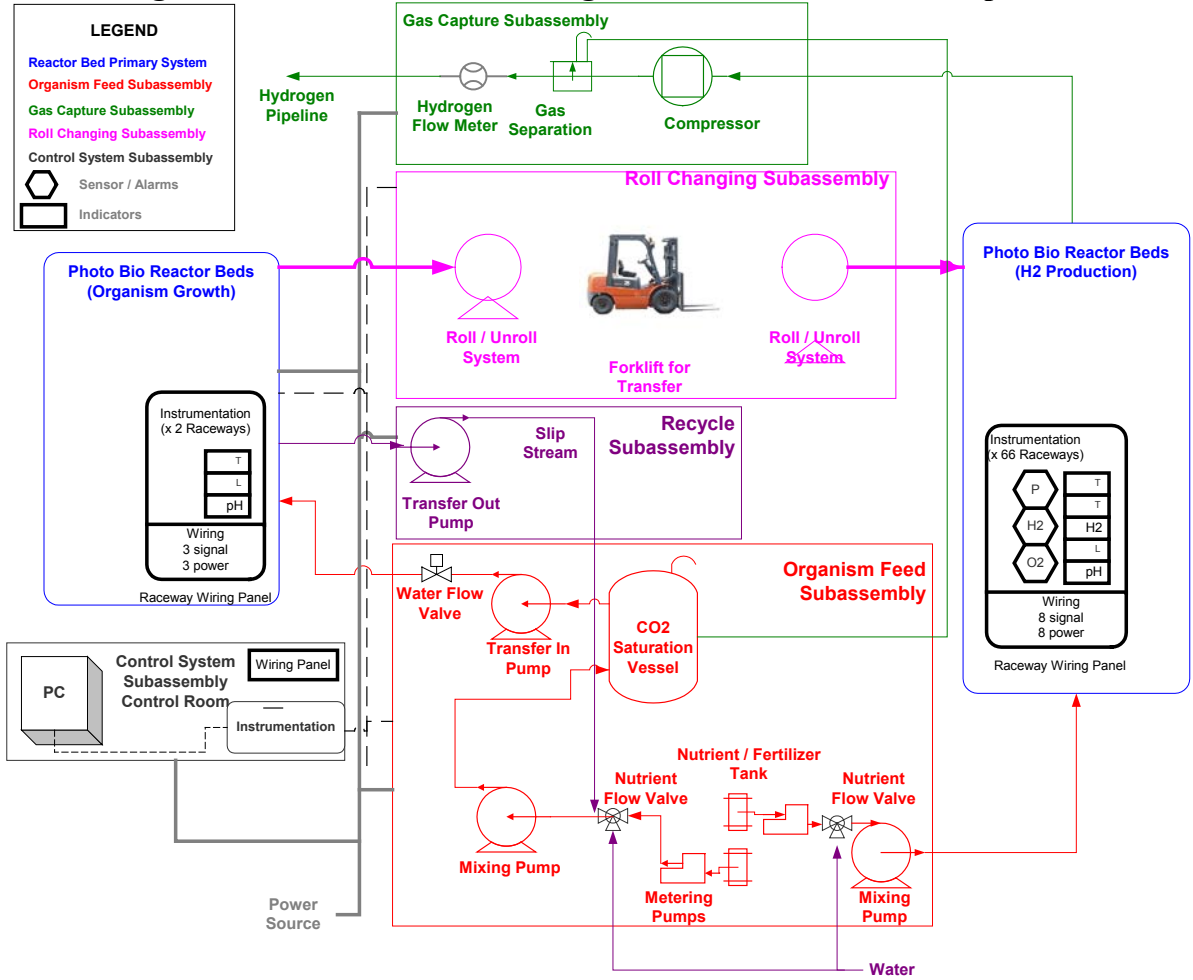 LEGEND
Reactor Bed Primary System
Organism Feed Subassembly
Gas Capture Subassembly
Roll Changing Subassembly
Control System Subassembly
Sensor / Alarms
Indicators
Gas Capture Subassembly
Hydrogen
Pipeline
Hydrogen
Flow Meter
Gas
Separation
Compressor
Roll Changing Subassembly
Roll / Unroll
System
Forklift for
Transfer
Roll / Unroll
System
Photo Bio Reactor Beds
(Organism Growth)
Instrumentation
(x 2 Raceways)
T
L
pH
Wiring
3 signal
3 power
Raceway Wiring Panel
Photo Bio Reactor Beds
(H2 Production)
Instrumentation
(x 66 Raceways)
P
H2
O2
T
T
H2
L
pH
Wiring
8 signal
8 power
Raceway Wiring Panel
Recycle
Subassembly
Slip
Stream
Transfer Out
Pump
Organism Feed
Subassembly
Water Flow
Valve
Transfer In
Pump
CO2
Saturation
Vessel
Nutrient / Fertilizer
Tank
Nutrient
Flow Valve
Nutrient
Flow Valve
Mixing Pump
Metering
Pumps
Mixing
Pump
Control System
Subassembly
Control Room
PC
Wiring Panel
Instrumentation
Power
Source
Water